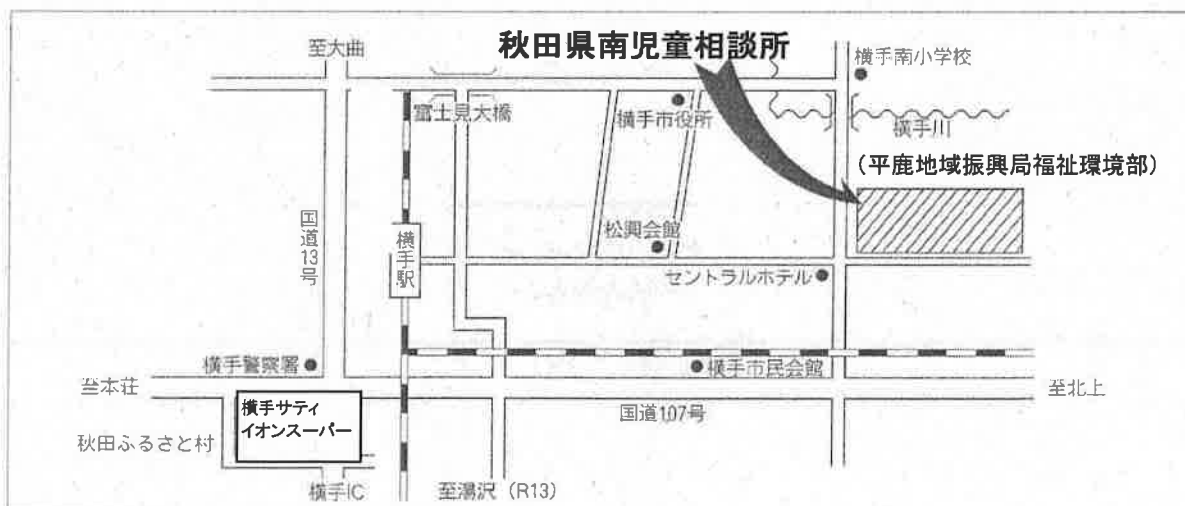 至大曲
秋田県南児童相談所
横手南小学校
富士見大橋
横手市役所
横手川
(平鹿地域振興局福祉環境部)
国道13号
横手駅
松興会館
セントラルホテル
横手警察署
横手市民会館
至本荘
至北上
横手サティ
イオンスーパー
国道107号
秋田ふるさと村
横手IC
至湯沢(R13)